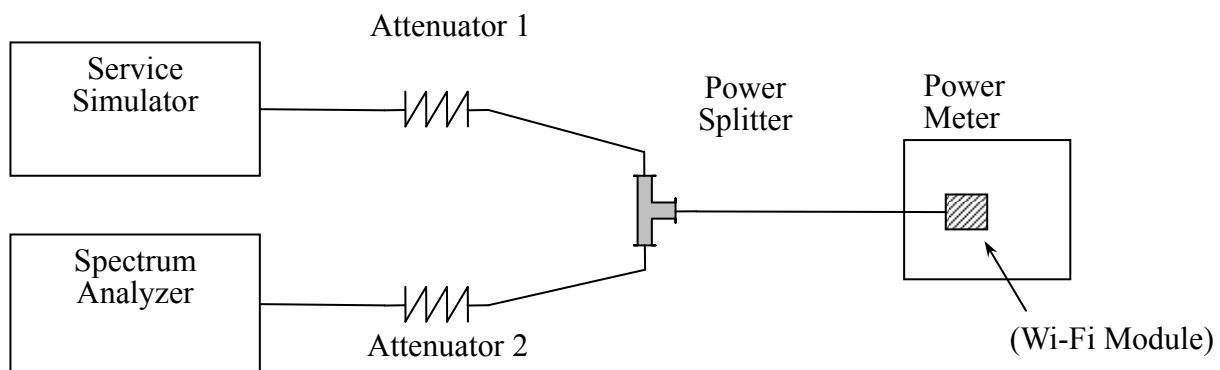 Attenuator 1
Service
Simulator
Power
Splitter
Power
Meter
Spectrum
Analyzer
Attenuator 2
(Wi-Fi Module)